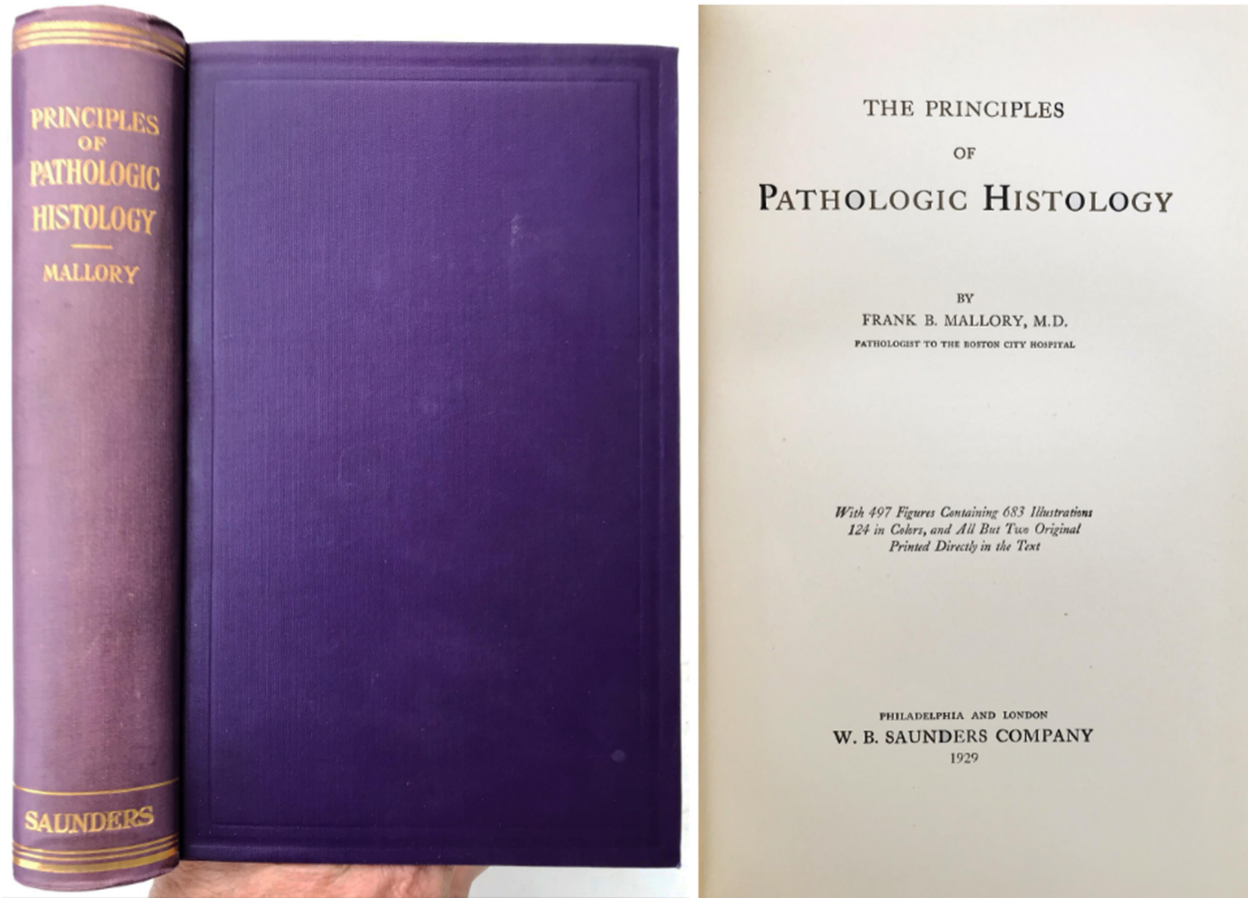 PRINCIPLES
OF
PATHOLOGIC
HISTOLOGY
MALLORY
SAUNDERS
THE PRINCIPLES
OF
PATHOLOGIC HISTOLOGY
BY
FRANK B. MALLORY, M.D.
PATHOLOGIST TO THE BOSTON CITY HOSPITAL
With 497 Figures Containing 683 Illustrations
124 in Colors, and All But Two Original
Printed Directly in the Text
PHILADELPHIA AND LONDON
W. B. SAUNDERS COMPANY
1929